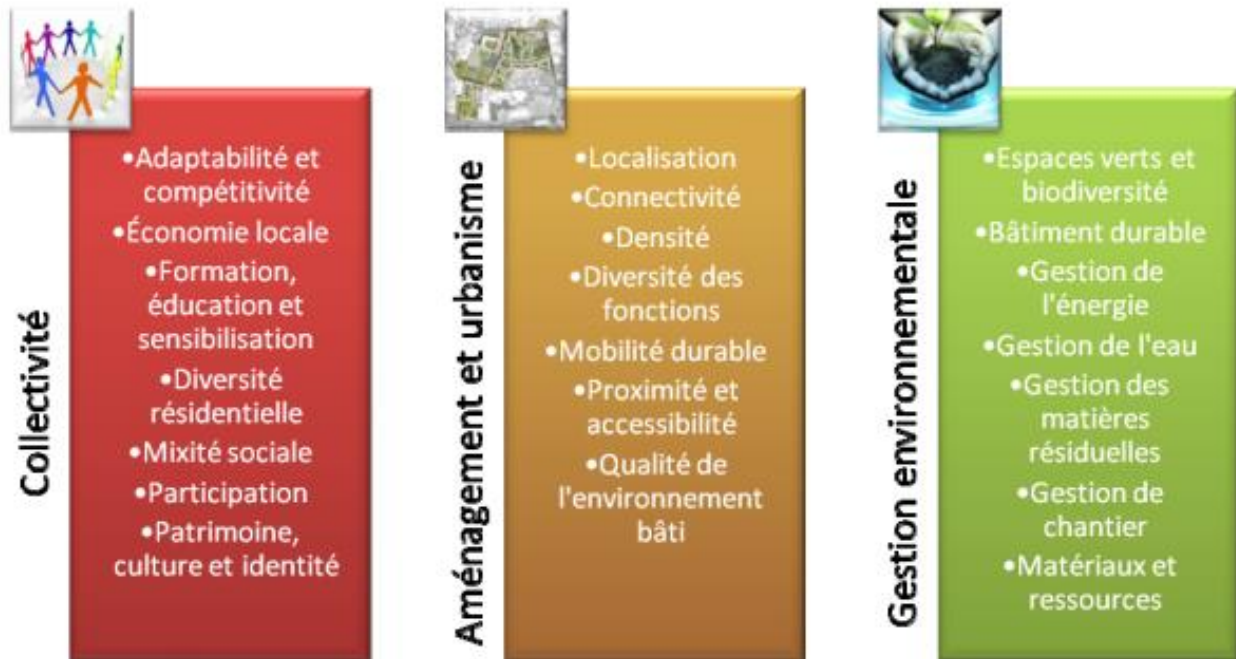 Collectivité
•Adaptabilité et
compétitivité
•Économie locale
•Formation,
éducation et
sensibilisation
•Diversité
résidentielle
•Mixité sociale
•Participation
•Patrimoine,
culture et identité
Aménagement et urbanisme
•Localisation
•Connectivité
•Densité
•Diversité des
fonctions
•Mobilité durable
•Proximité et
accessibilité
•Qualité de
l'environnement
bâti
Gestion environnementale
•Espaces verts et
biodiversité
•Bâtiment durable
•Gestion de
l'énergie
•Gestion de l'eau
•Gestion des
matières
résiduelles
•Gestion de
chantier
•Matériaux et
ressources